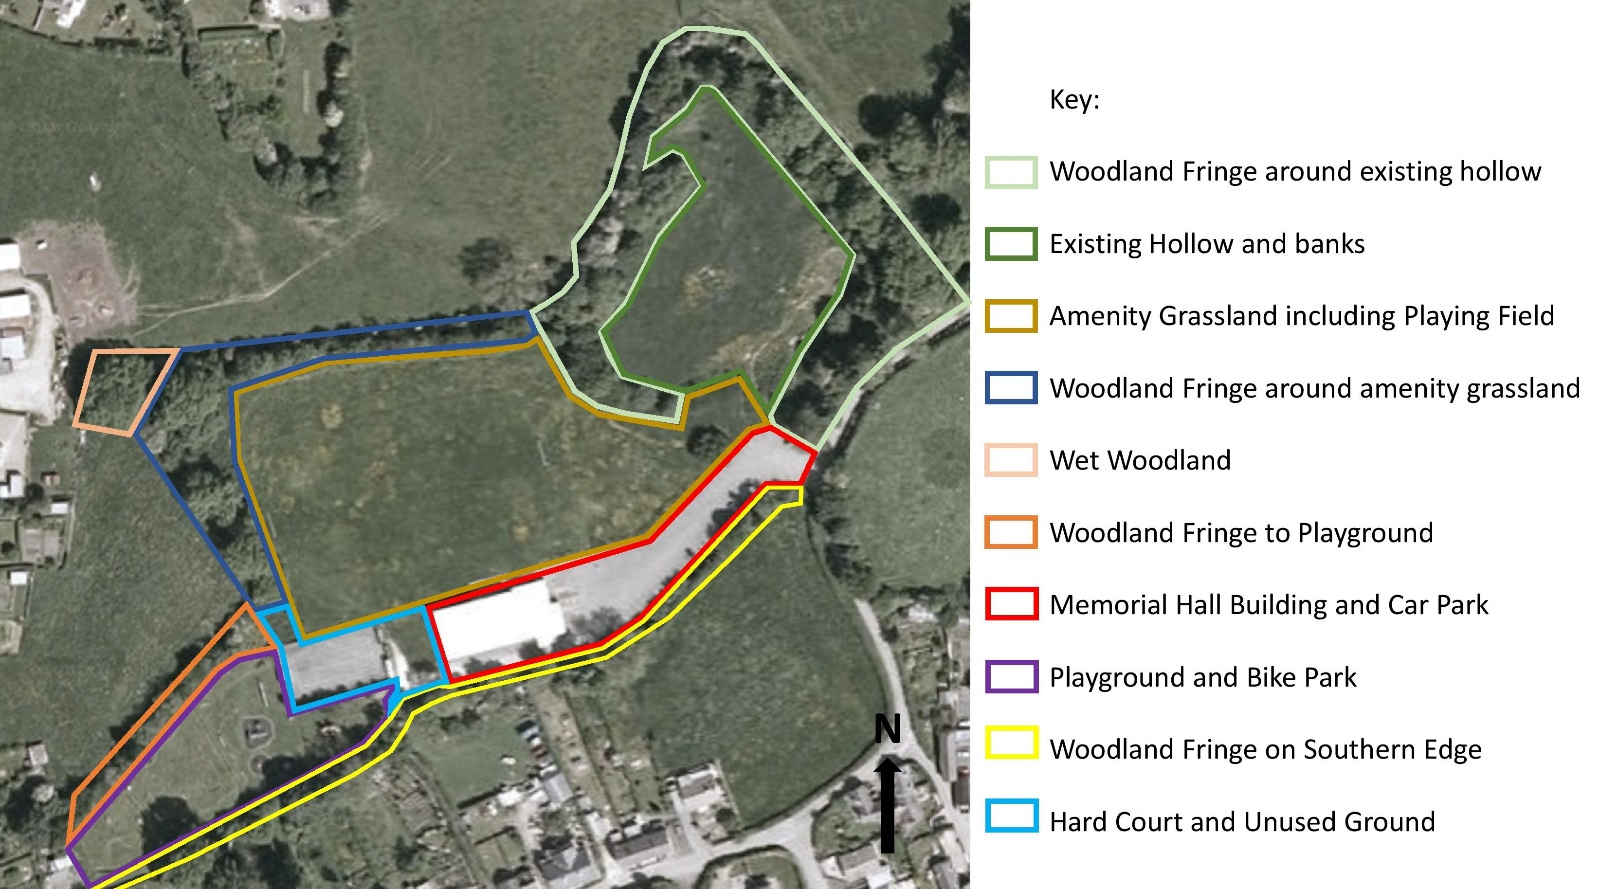 Key:
Woodland Fringe around existing hollow
Existing Hollow and banks
Amenity Grassland including Playing Field
Woodland Fringe around amenity grassland
Wet Woodland
Woodland Fringe to Playground
Memorial Hall Building and Car Park
Playground and Bike Park
Woodland Fringe on Southern Edge
Hard Court and Unused Ground
N